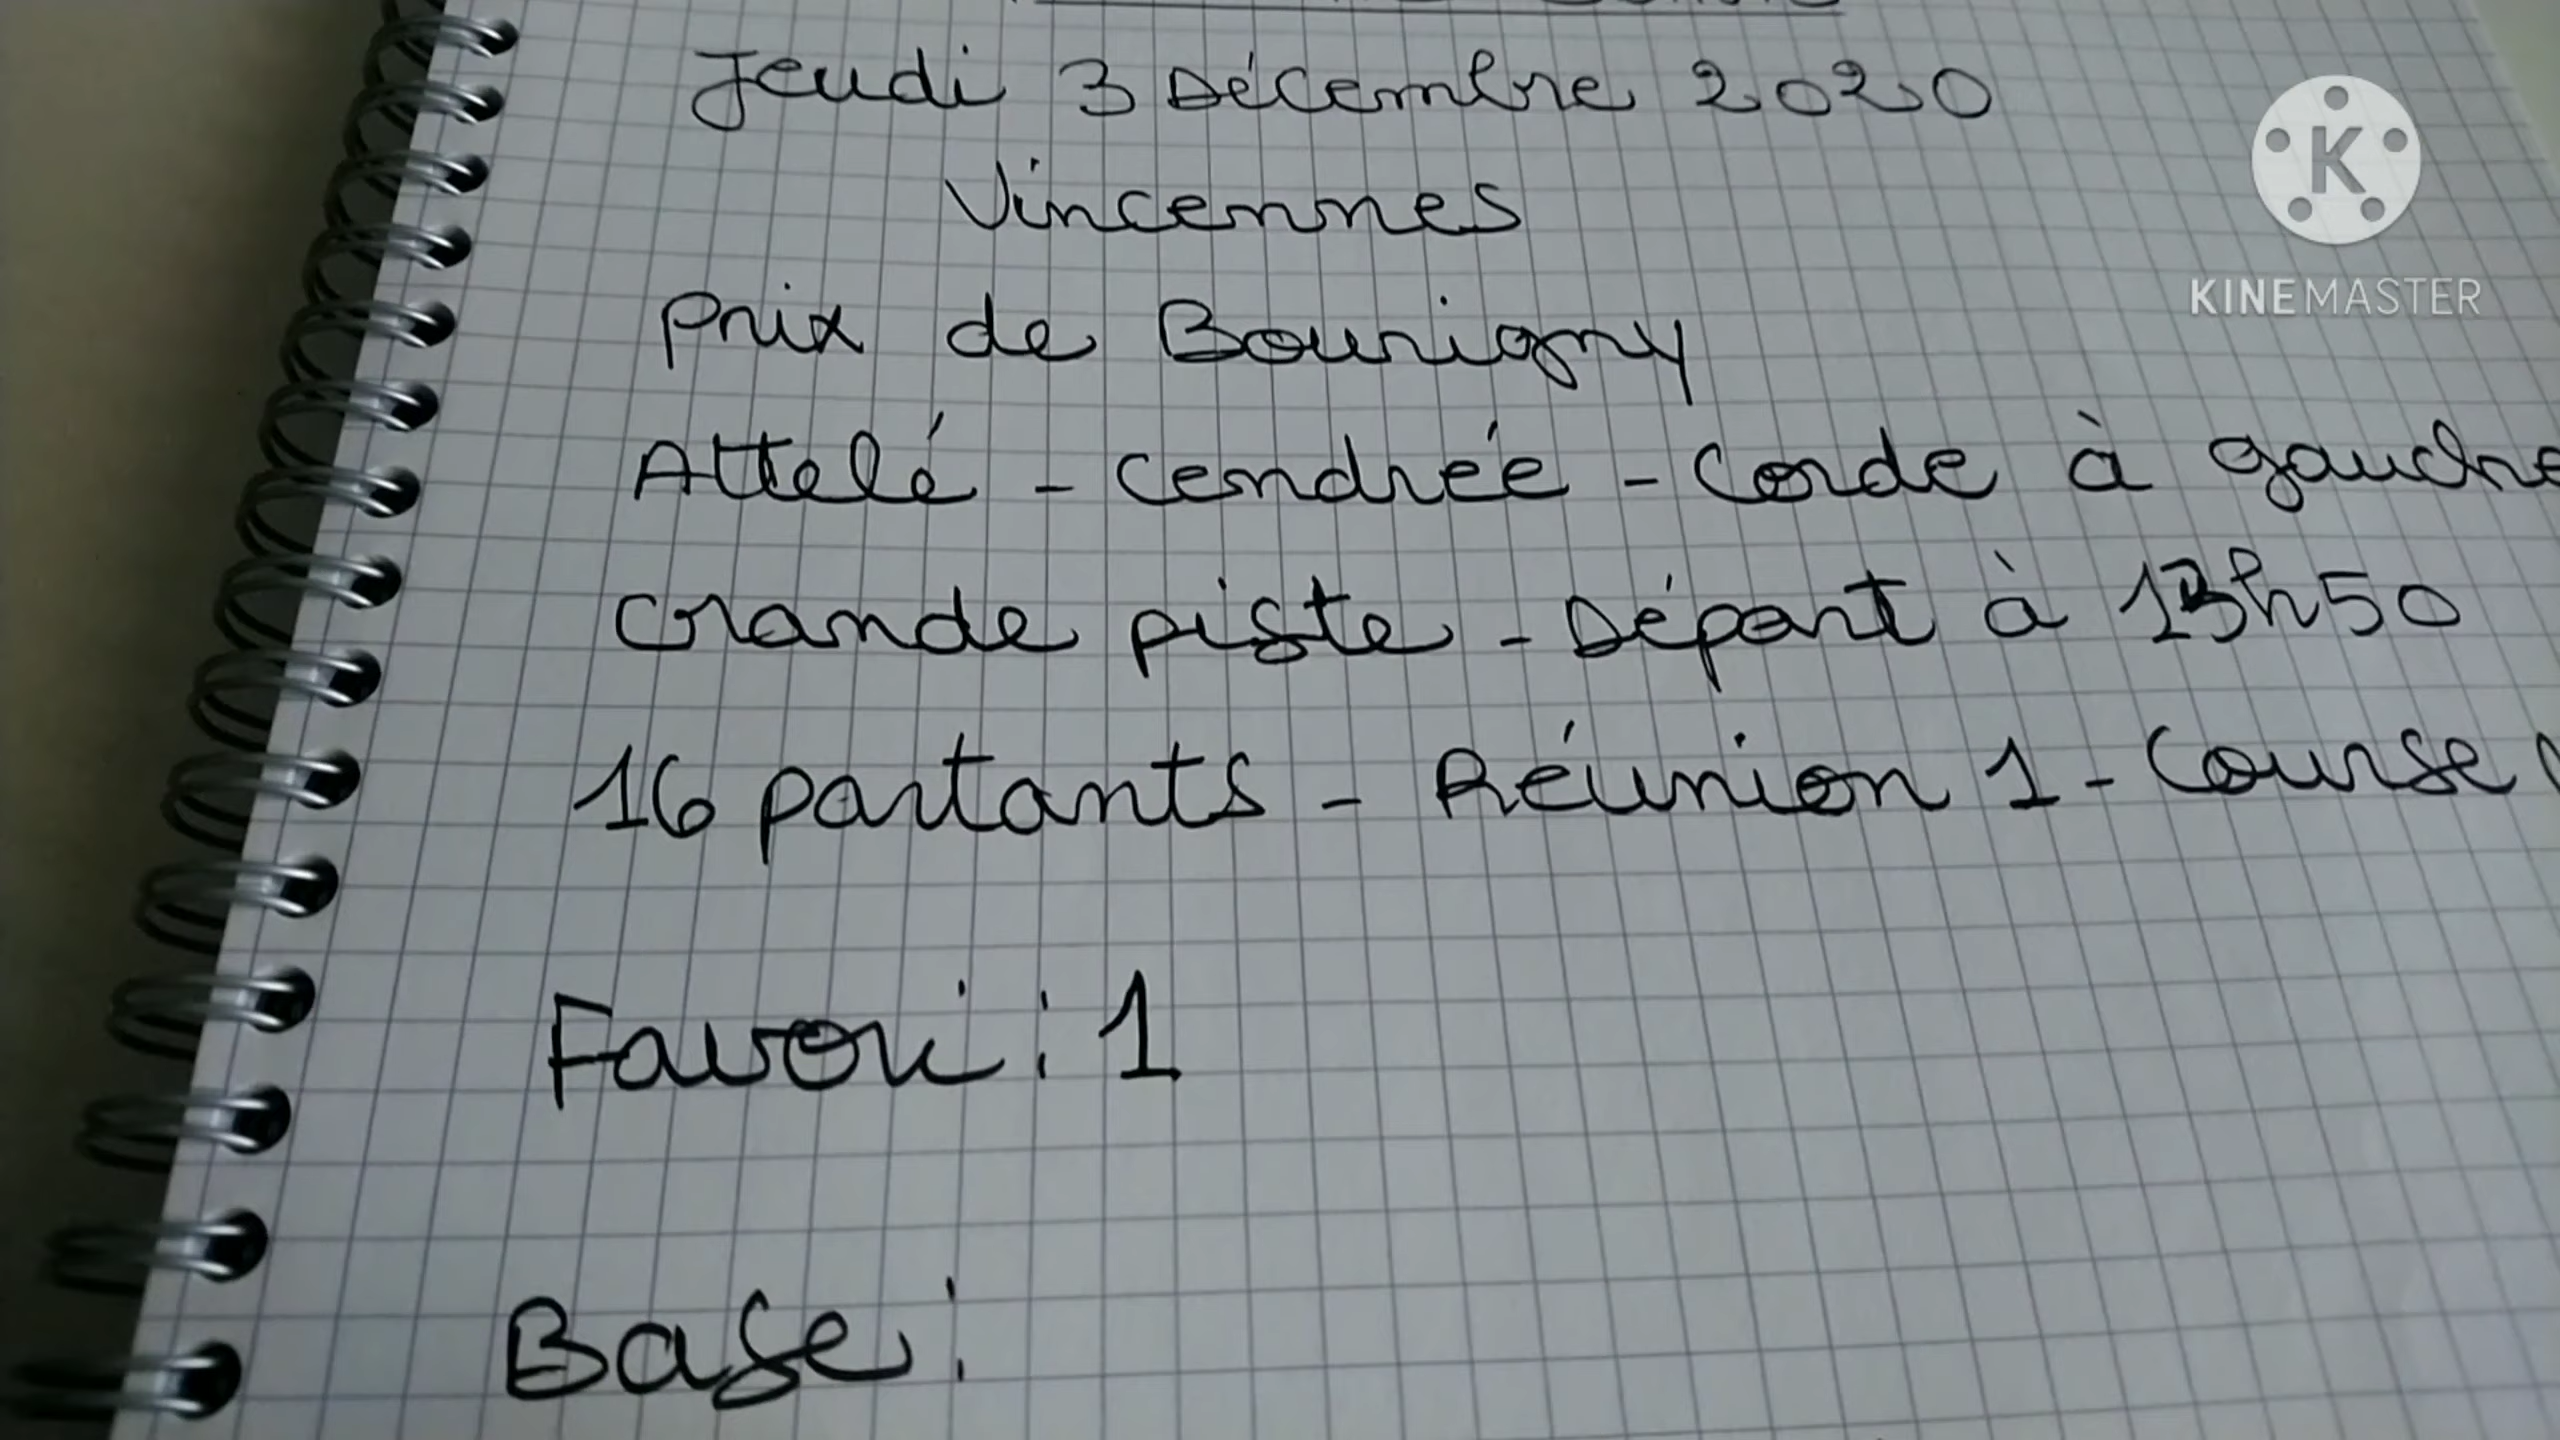 Jeudi 3 Décembre 2020
Vincennes
Prix de Bourigny
Attelé - Cendrée - Corde à gauche
Grande piste - Départ à 13h50
16 partants - Réunion 1 - Course
Favori : 1
Base :
K
KINEMASTER